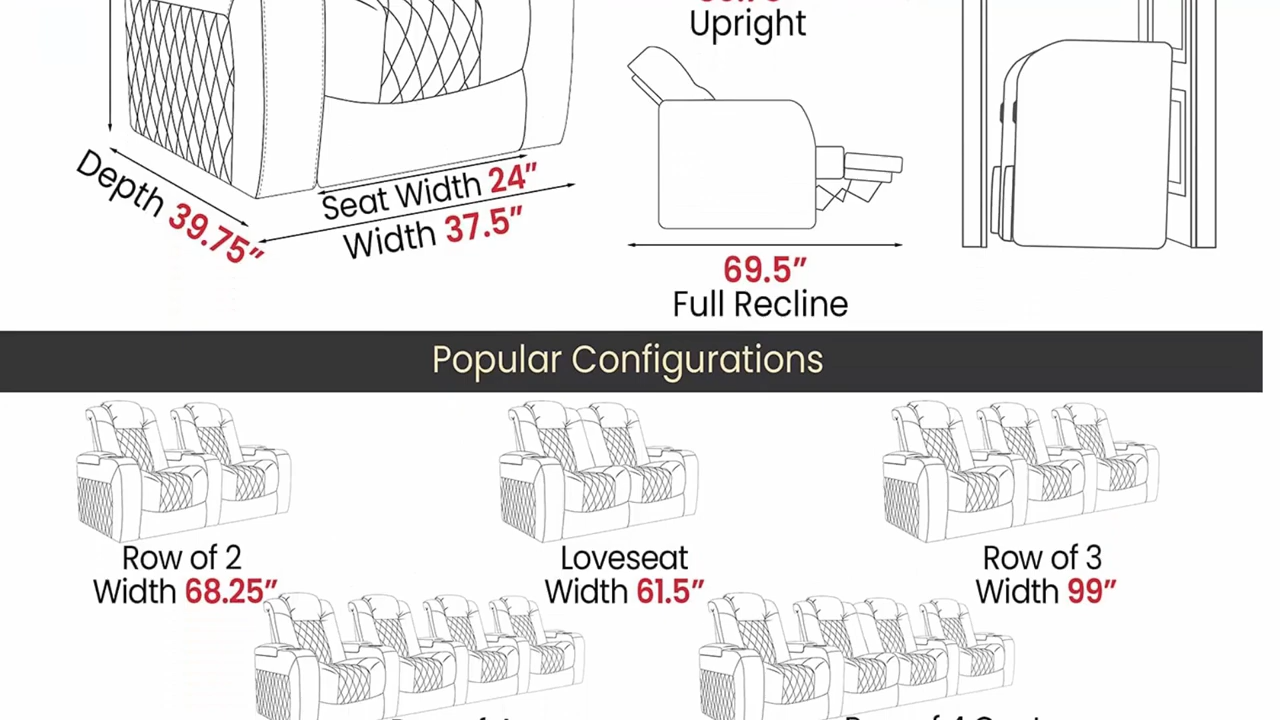 Upright
Depth 39.75”
Seat Width 24”
Width 37.5”
69.5”
Full Recline
Popular Configurations
Row of 2
Width 68.25”
Loveseat
Width 61.5”
Row of 3
Width 99”